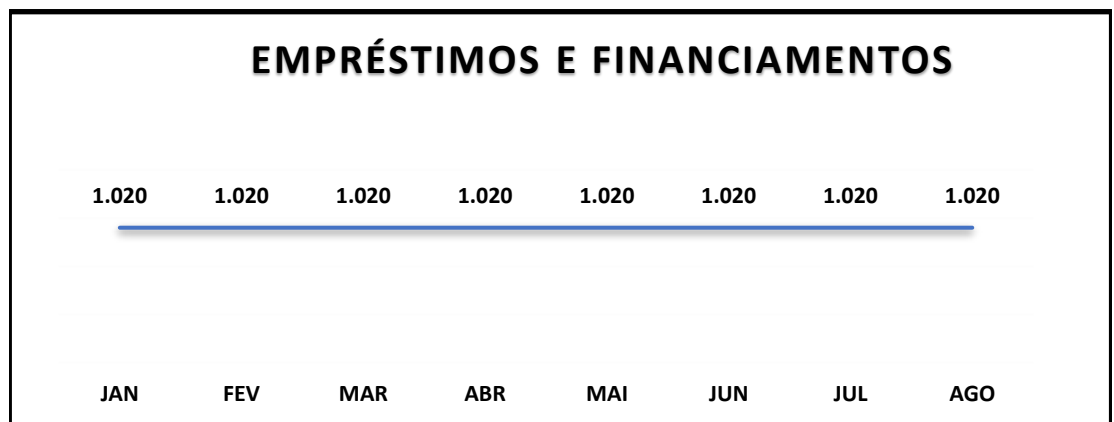 EMPRÉSTIMOS E FINANCIAMENTOS
1.020 1.020 1.020 1.020 1.020 1.020 1.020 1.020
JAN FEV MAR ABR MAI JUN JUL AGO